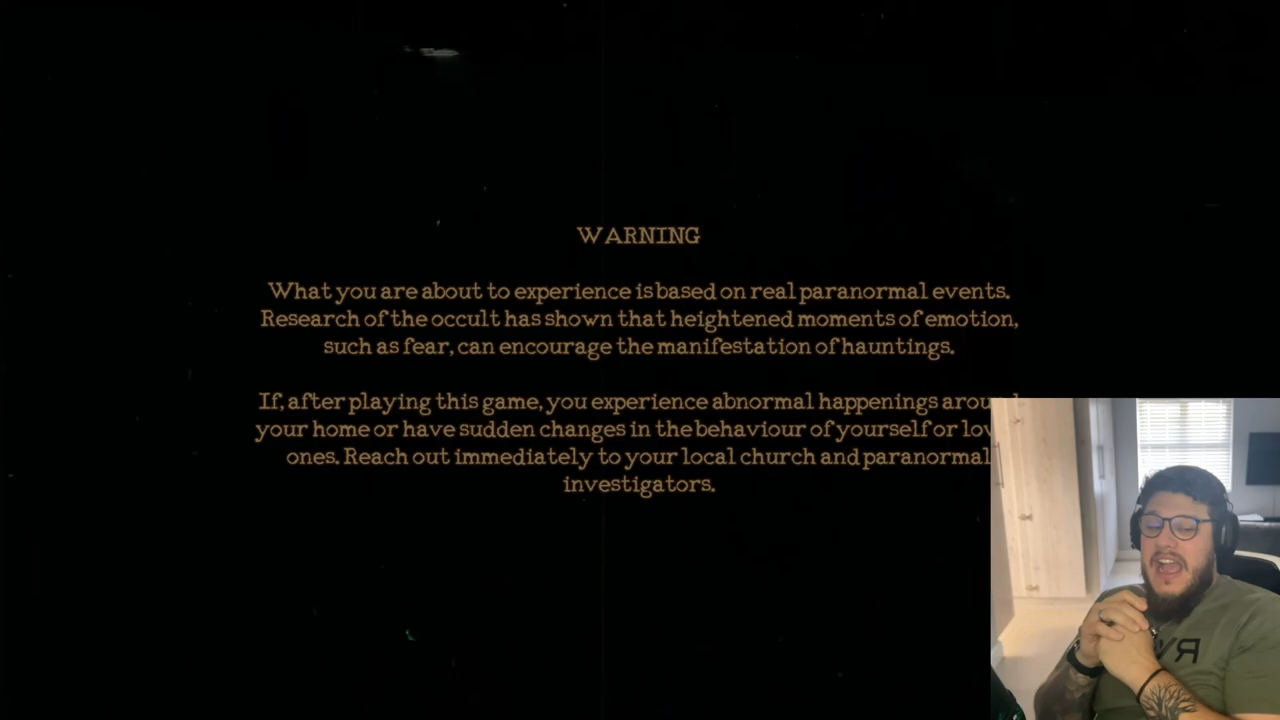 WARNING
What you are about to experience is based on real paranormal events.
Research of the occult has shown that heightened moments of emotion,
such as fear, can encourage the manifestation of hauntings.
If, after playing this game, you experience abnormal happenings
your home or have sudden changes in the behaviour of yourself or
ones. Reach out immediately to your local church and paranormal
investigators.